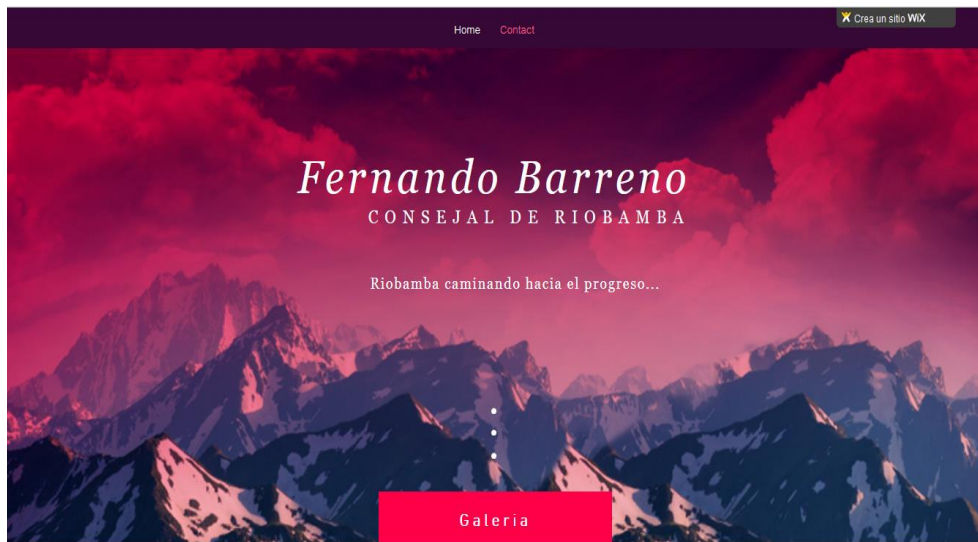 Home Contact
Crea un sitio WiX
Fernando Barreno
CONSEJAL DE RIOBAMBA
Riobamba caminando hacia el progreso...
Galeria